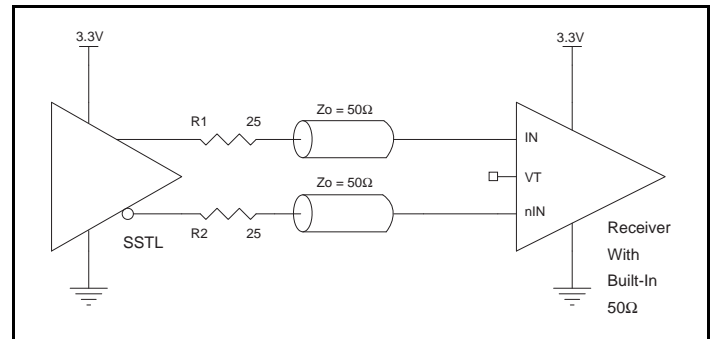 3.3V
3.3V
R1 25
Zo = 50Ω
IN
Zo = 50Ω
VT
nIN
SSTL
R2 25
Receiver
With
Built-In
50Ω